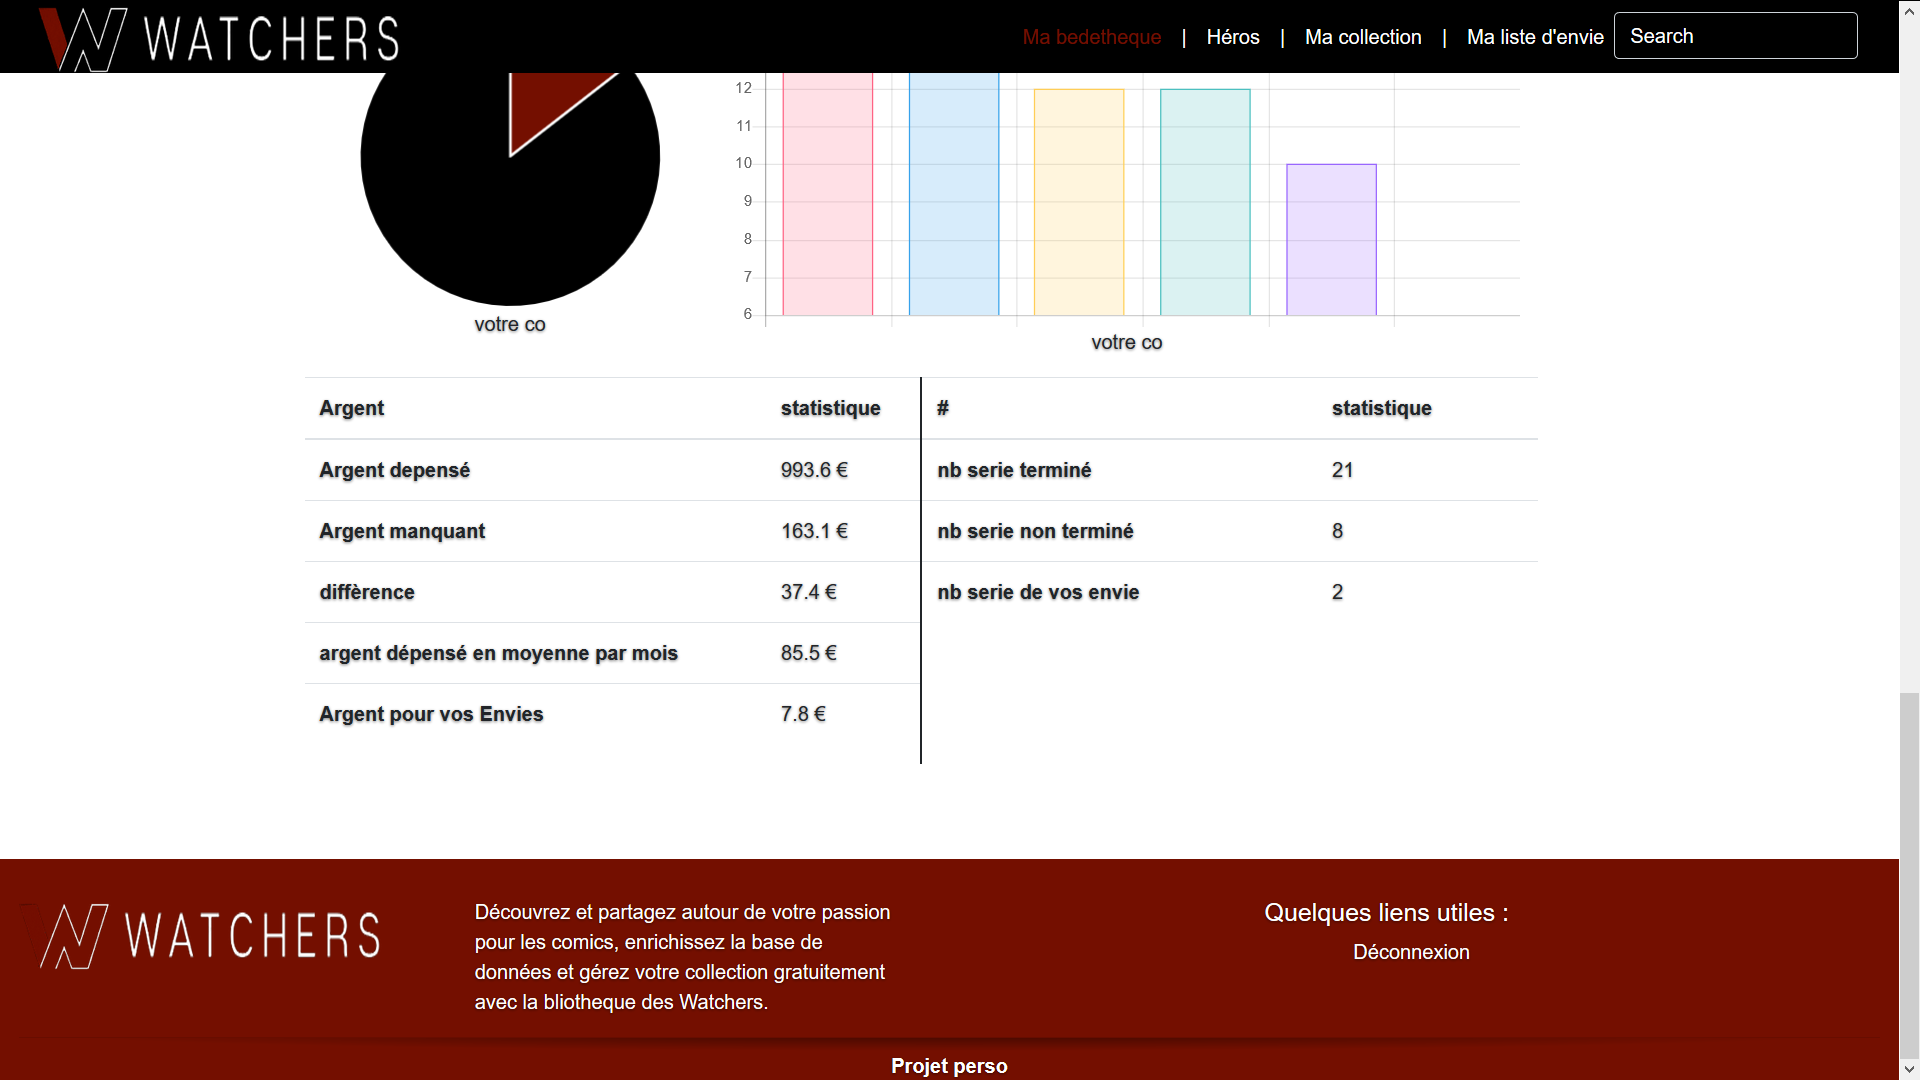 WATCHERS
Ma bedetheque | Héros | Ma collection | Ma liste d'envie
Search
12
11
10
9
8
7
6
votre co
votre co
Argent statistique
Argent depensé 993.6 €
Argent manquant 163.1 €
diffèrence 37.4 €
argent dépensé en moyenne par mois 85.5 €
Argent pour vos Envies 7.8 €
# statistique
nb serie terminé 21
nb serie non terminé 8
nb serie de vos envie 2
WATCHERS
Découvrez et partagez autour de votre passion
pour les comics, enrichissez la base de
données et gérez votre collection gratuitement
avec la bliotheque des Watchers.
Quelques liens utiles :
Déconnexion
Projet perso